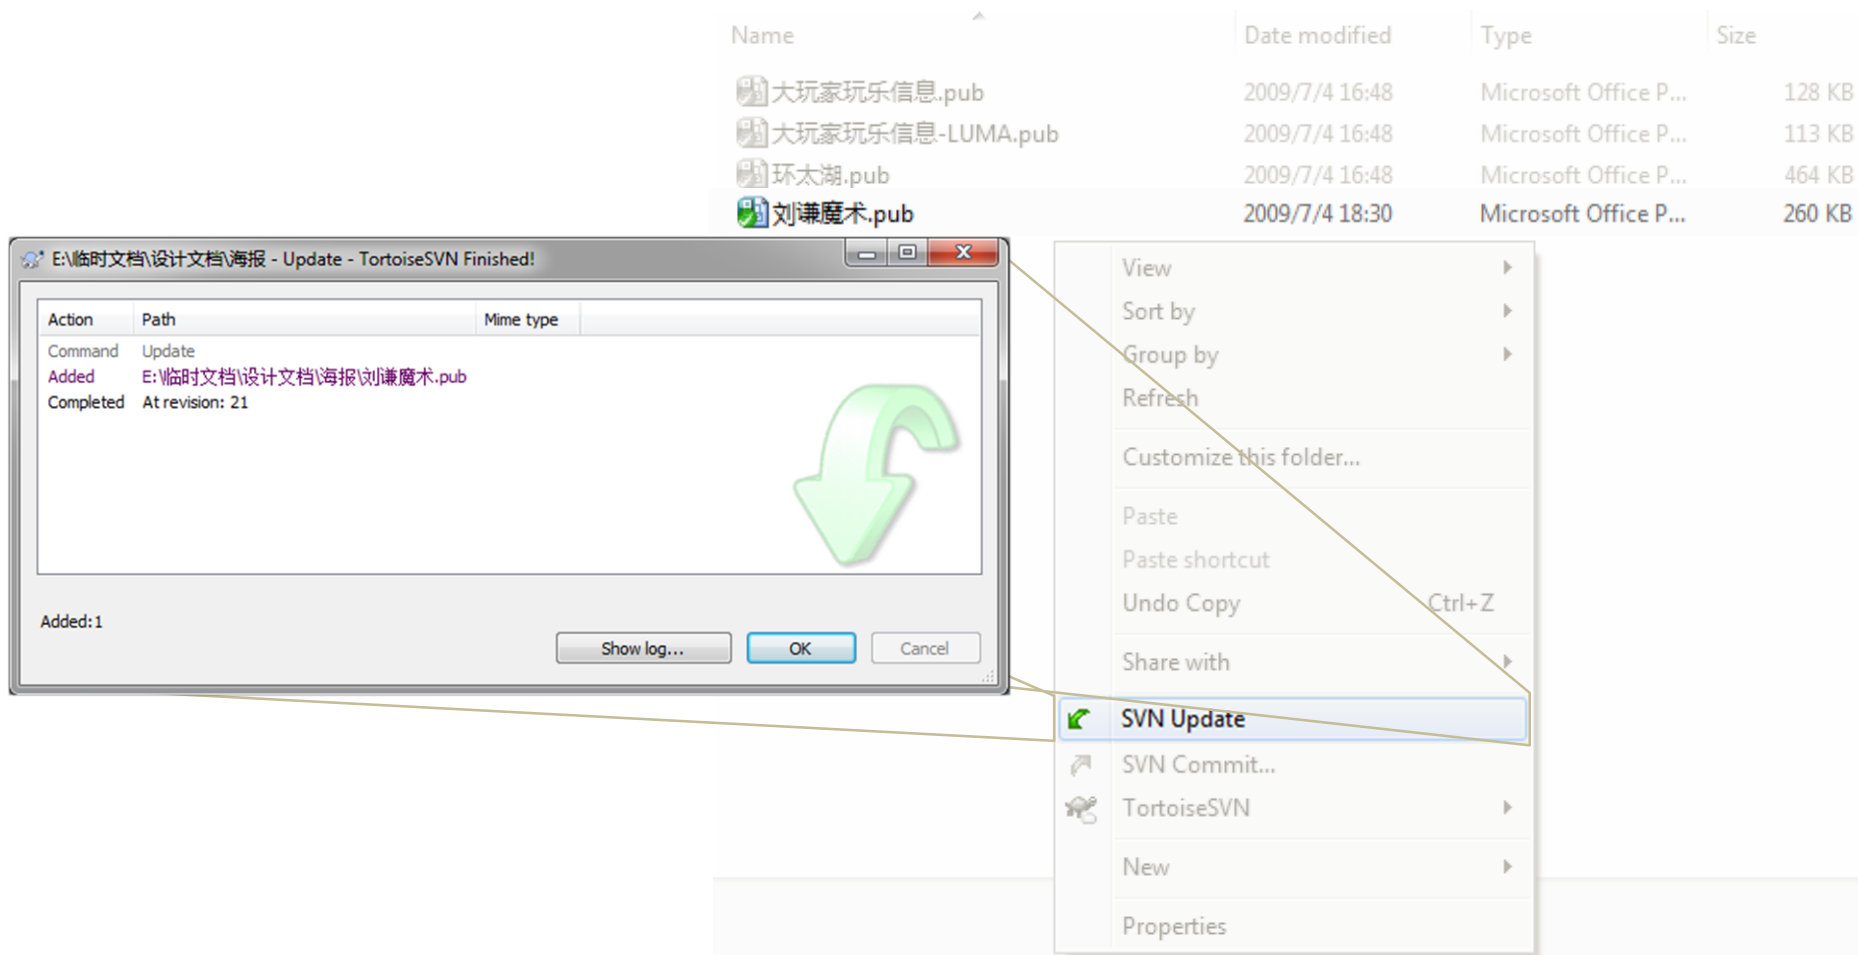 Name Date modified Type Size
大玩家玩乐信息.pub 2009/7/4 16:48 Microsoft Office P... 128 KB
大玩家玩乐信息-LUMA.pub 2009/7/4 16:48 Microsoft Office P... 113 KB
环太湖.pub 2009/7/4 16:48 Microsoft Office P... 464 KB
刘谦魔术.pub 2009/7/4 18:30 Microsoft Office P... 260 KB
E:\临时文档\设计文档\海报 - Update - TortoiseSVN Finished!
Action Path Mime type
Command Update
Added E:\临时文档\设计文档\海报\刘谦魔术.pub
Completed At revision: 21
Added:1
Show log... OK Cancel
View
Sort by
Group by
Refresh
Customize this folder...
Paste
Paste shortcut
Undo Copy Ctrl+Z
Share with
SVN Update
SVN Commit...
TortoiseSVN
New
Properties